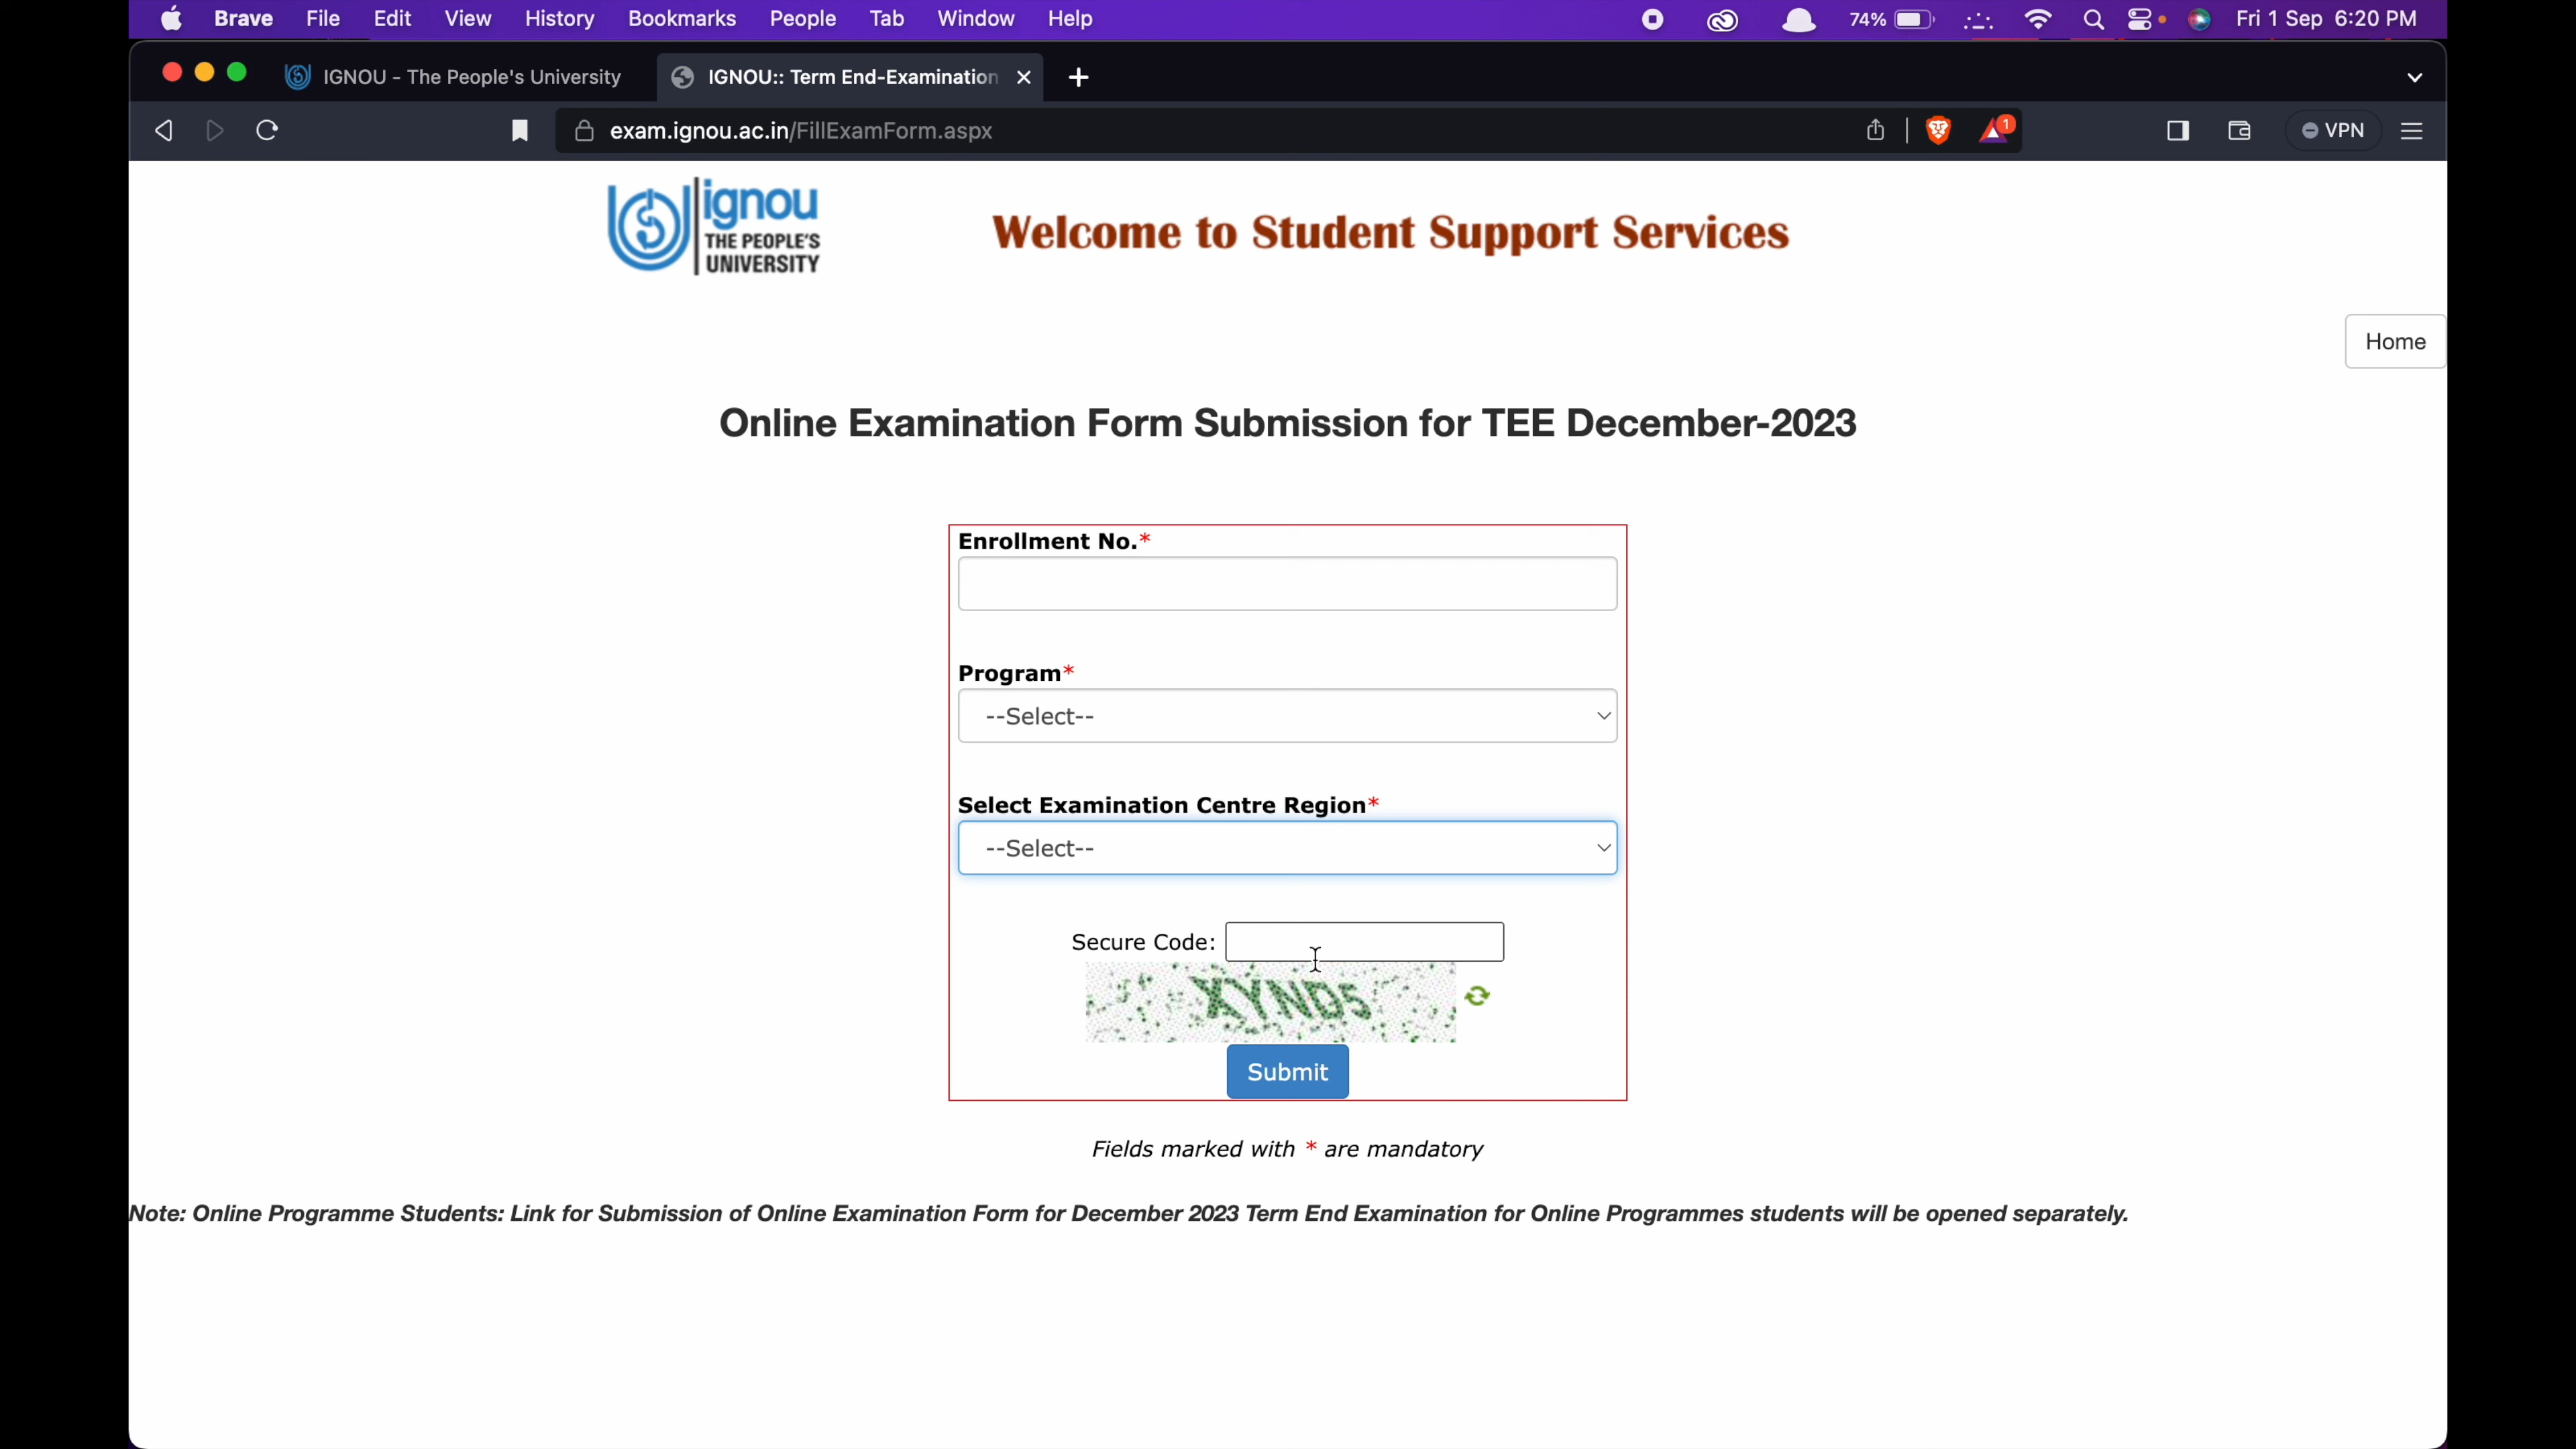 Brave File Edit View History Bookmarks People Tab Window Help 74% Fri 1 Sep 6:20 PM
IGNOU - The People's University IGNOU:: Term End-Examination
exam.ignou.ac.in/FillExamForm.aspx 1 VPN
ignou
THE PEOPLE'S
UNIVERSITY
Welcome to Student Support Services
Home
Online Examination Form Submission for TEE December-2023
Enrollment No.*
Program*
--Select--
Select Examination Centre Region*
--Select--
Secure Code:
XYND5
Submit
Fields marked with * are mandatory
Note: Online Programme Students: Link for Submission of Online Examination Form for December 2023 Term End Examination for Online Programmes students will be opened separately.